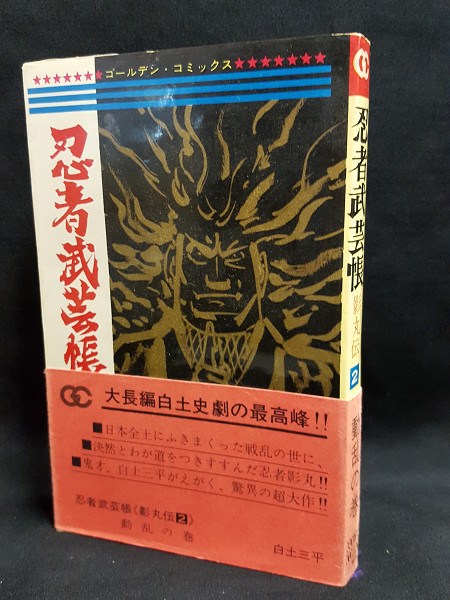 ★★★★★★★ゴールデン・コミックス★★★★★★★
忍者武芸帳
GC
大長編白土史劇の最高峰!!
■日本全土にふきまくった戦乱の世に、
■決然とわが道をつきすすんだ忍者影丸!!
■鬼才、白土三平がえがく、驚異の超大作!!
忍者武芸帳《影丸伝2》
動乱の巻
白土三平
GC
忍者武芸帳
影丸伝
2
動乱の巻